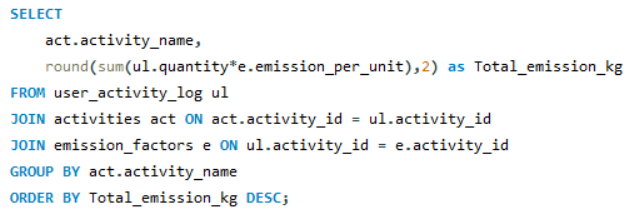 SELECT
act.activity_name,
round(sum(ul.quantity*e.emission_per_unit),2) as Total_emission_kg
FROM user_activity_log ul
JOIN activities act ON act.activity_id = ul.activity_id
JOIN emission_factors e ON ul.activity_id = e.activity_id
GROUP BY act.activity_name
ORDER BY Total_emission_kg DESC;